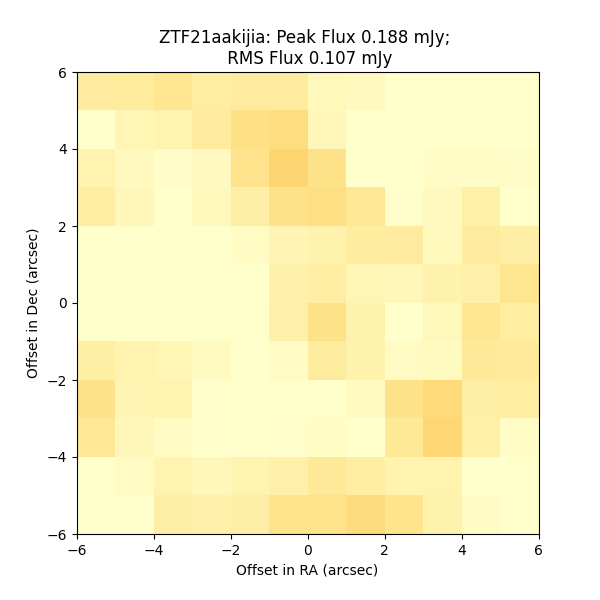 ZTF21aakijia: Peak Flux 0.188 mJy;
RMS Flux 0.107 mJy
6
4
2
0
−2
−4
−6
Offset in Dec (arcsec)
−6 −4 −2 0 2 4 6
Offset in RA (arcsec)